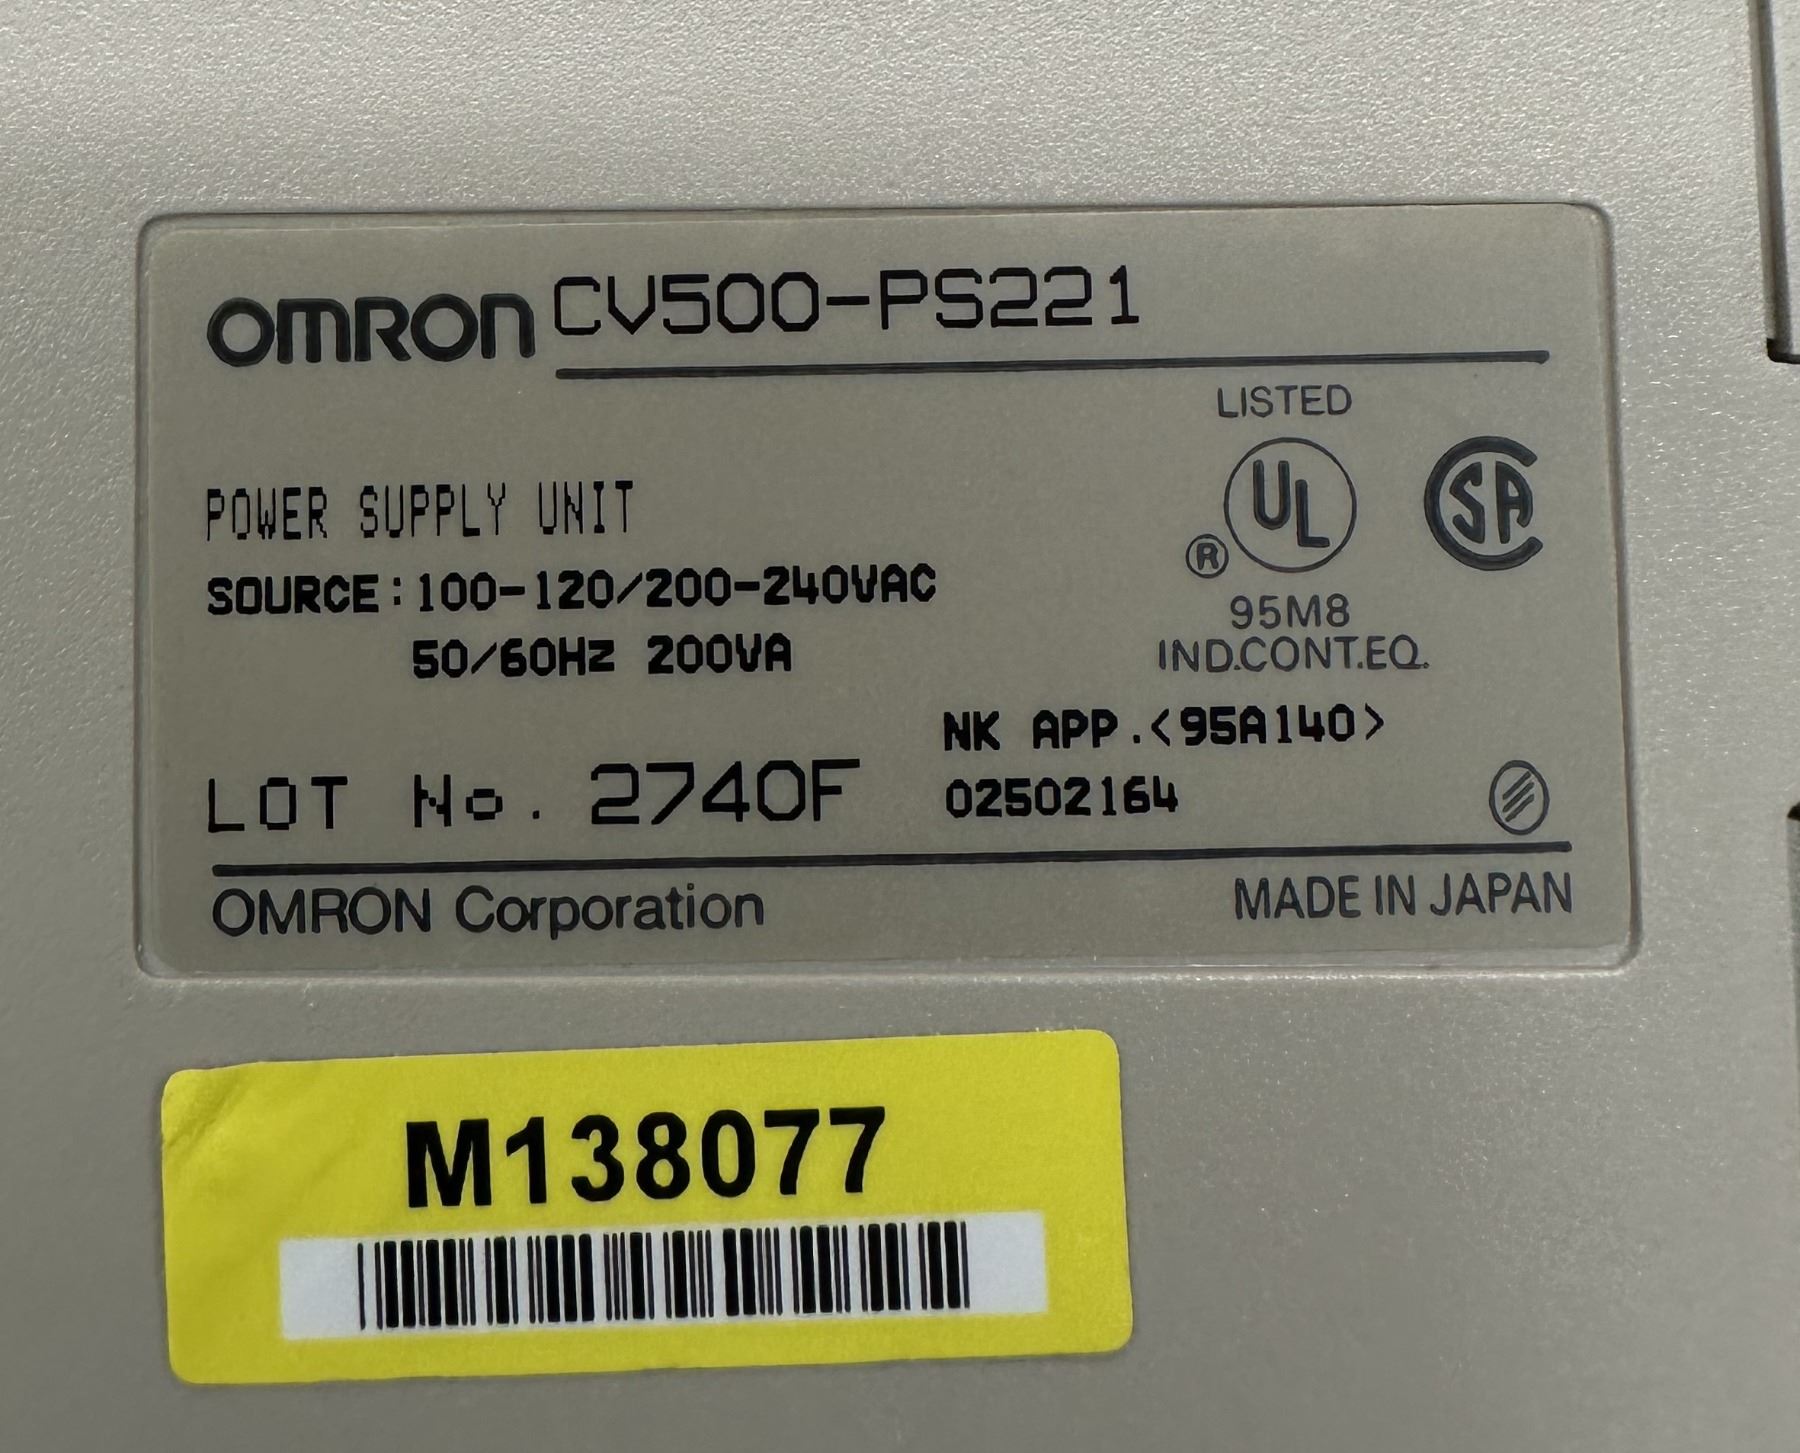 OMRON CV500-PS221
LISTED
UL
SA
®
POWER SUPPLY UNIT
SOURCE:100-120/200-240VAC
50/60Hz 200VA
95M8
IND.CONT.EQ.
NK APP.<95A140>
LOT No. 2740F
02502164
OMRON Corporation
MADE IN JAPAN
M138077